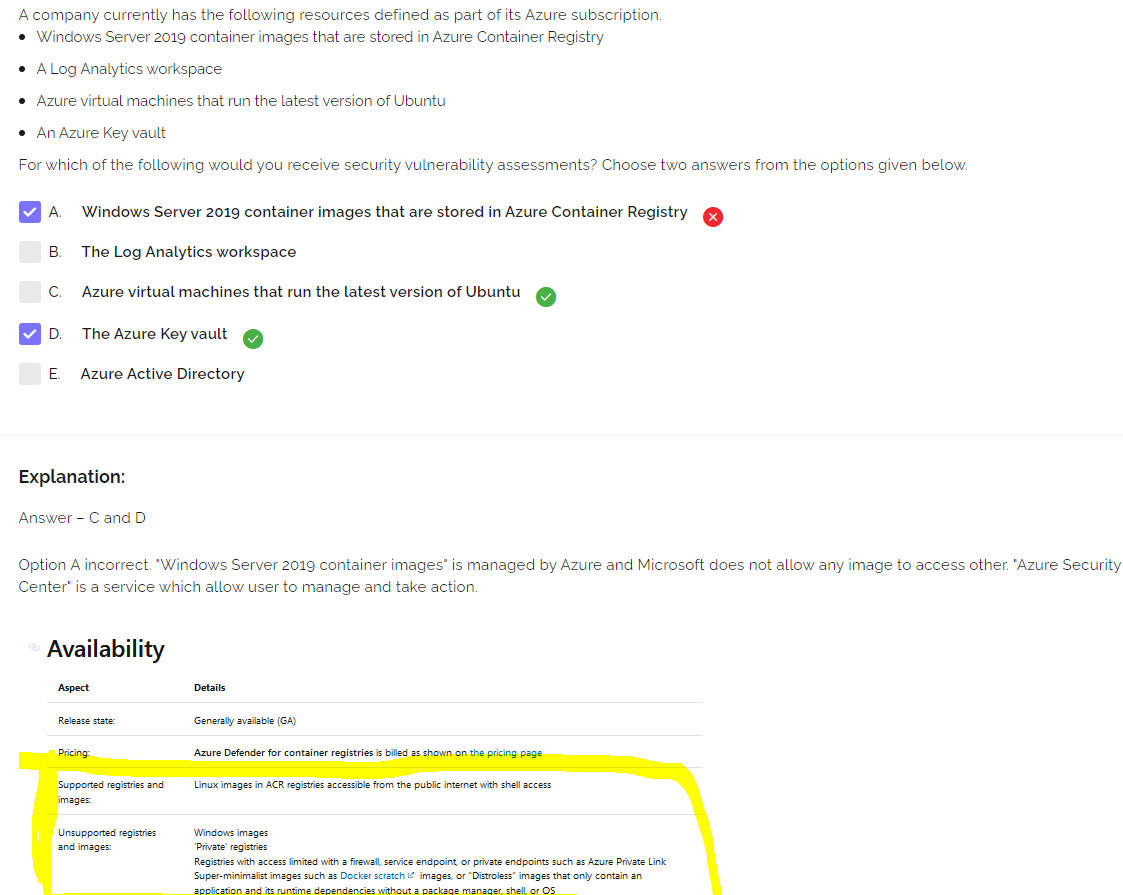 A company currently has the following resources defined as part of its Azure subscription.
• Windows Server 2019 container images that are stored in Azure Container Registry
• A Log Analytics workspace
• Azure virtual machines that run the latest version of Ubuntu
• An Azure Key vault
For which of the following would you receive security vulnerability assessments? Choose two answers from the options given below.
A. Windows Server 2019 container images that are stored in Azure Container Registry
B. The Log Analytics workspace
C. Azure virtual machines that run the latest version of Ubuntu
D. The Azure Key vault
E. Azure Active Directory
Explanation:
Answer – C and D
Option A incorrect. "Windows Server 2019 container images" is managed by Azure and Microsoft does not allow any image to access other. "Azure Security
Center" is a service which allow user to manage and take action.
Availability
Aspect Details
Release state: Generally available (GA)
Pricing: Azure Defender for container registries is billed as shown on the pricing page
Supported registries and Linux images in ACR registries accessible from the public internet with shell access
images:
Unsupported registries Windows images
and images: 'Private' registries
Registries with access limited with a firewall, service endpoint, or private endpoints such as Azure Private Link
Super-minimalist images such as Docker scratch images, or "Distroless" images that only contain an
application and its runtime dependencies without a package manager, shell, or OS